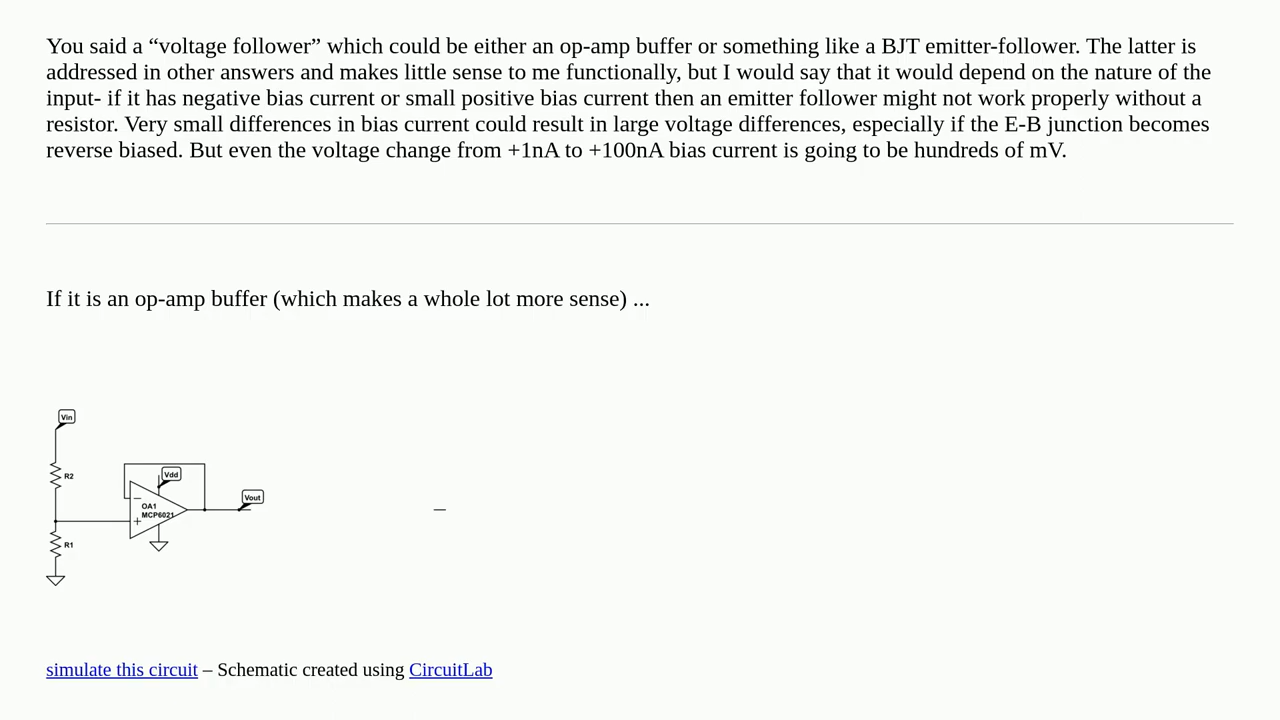 You said a “voltage follower” which could be either an op-amp buffer or something like a BJT emitter-follower. The latter is
addressed in other answers and makes little sense to me functionally, but I would say that it would depend on the nature of the
input- if it has negative bias current or small positive bias current then an emitter follower might not work properly without a
resistor. Very small differences in bias current could result in large voltage differences, especially if the E-B junction becomes
reverse biased. But even the voltage change from +1nA to +100nA bias current is going to be hundreds of mV.
If it is an op-amp buffer (which makes a whole lot more sense) ...
Vin
R2
Vdd
Vout
OA1
MCP6021
R1
simulate this circuit – Schematic created using CircuitLab